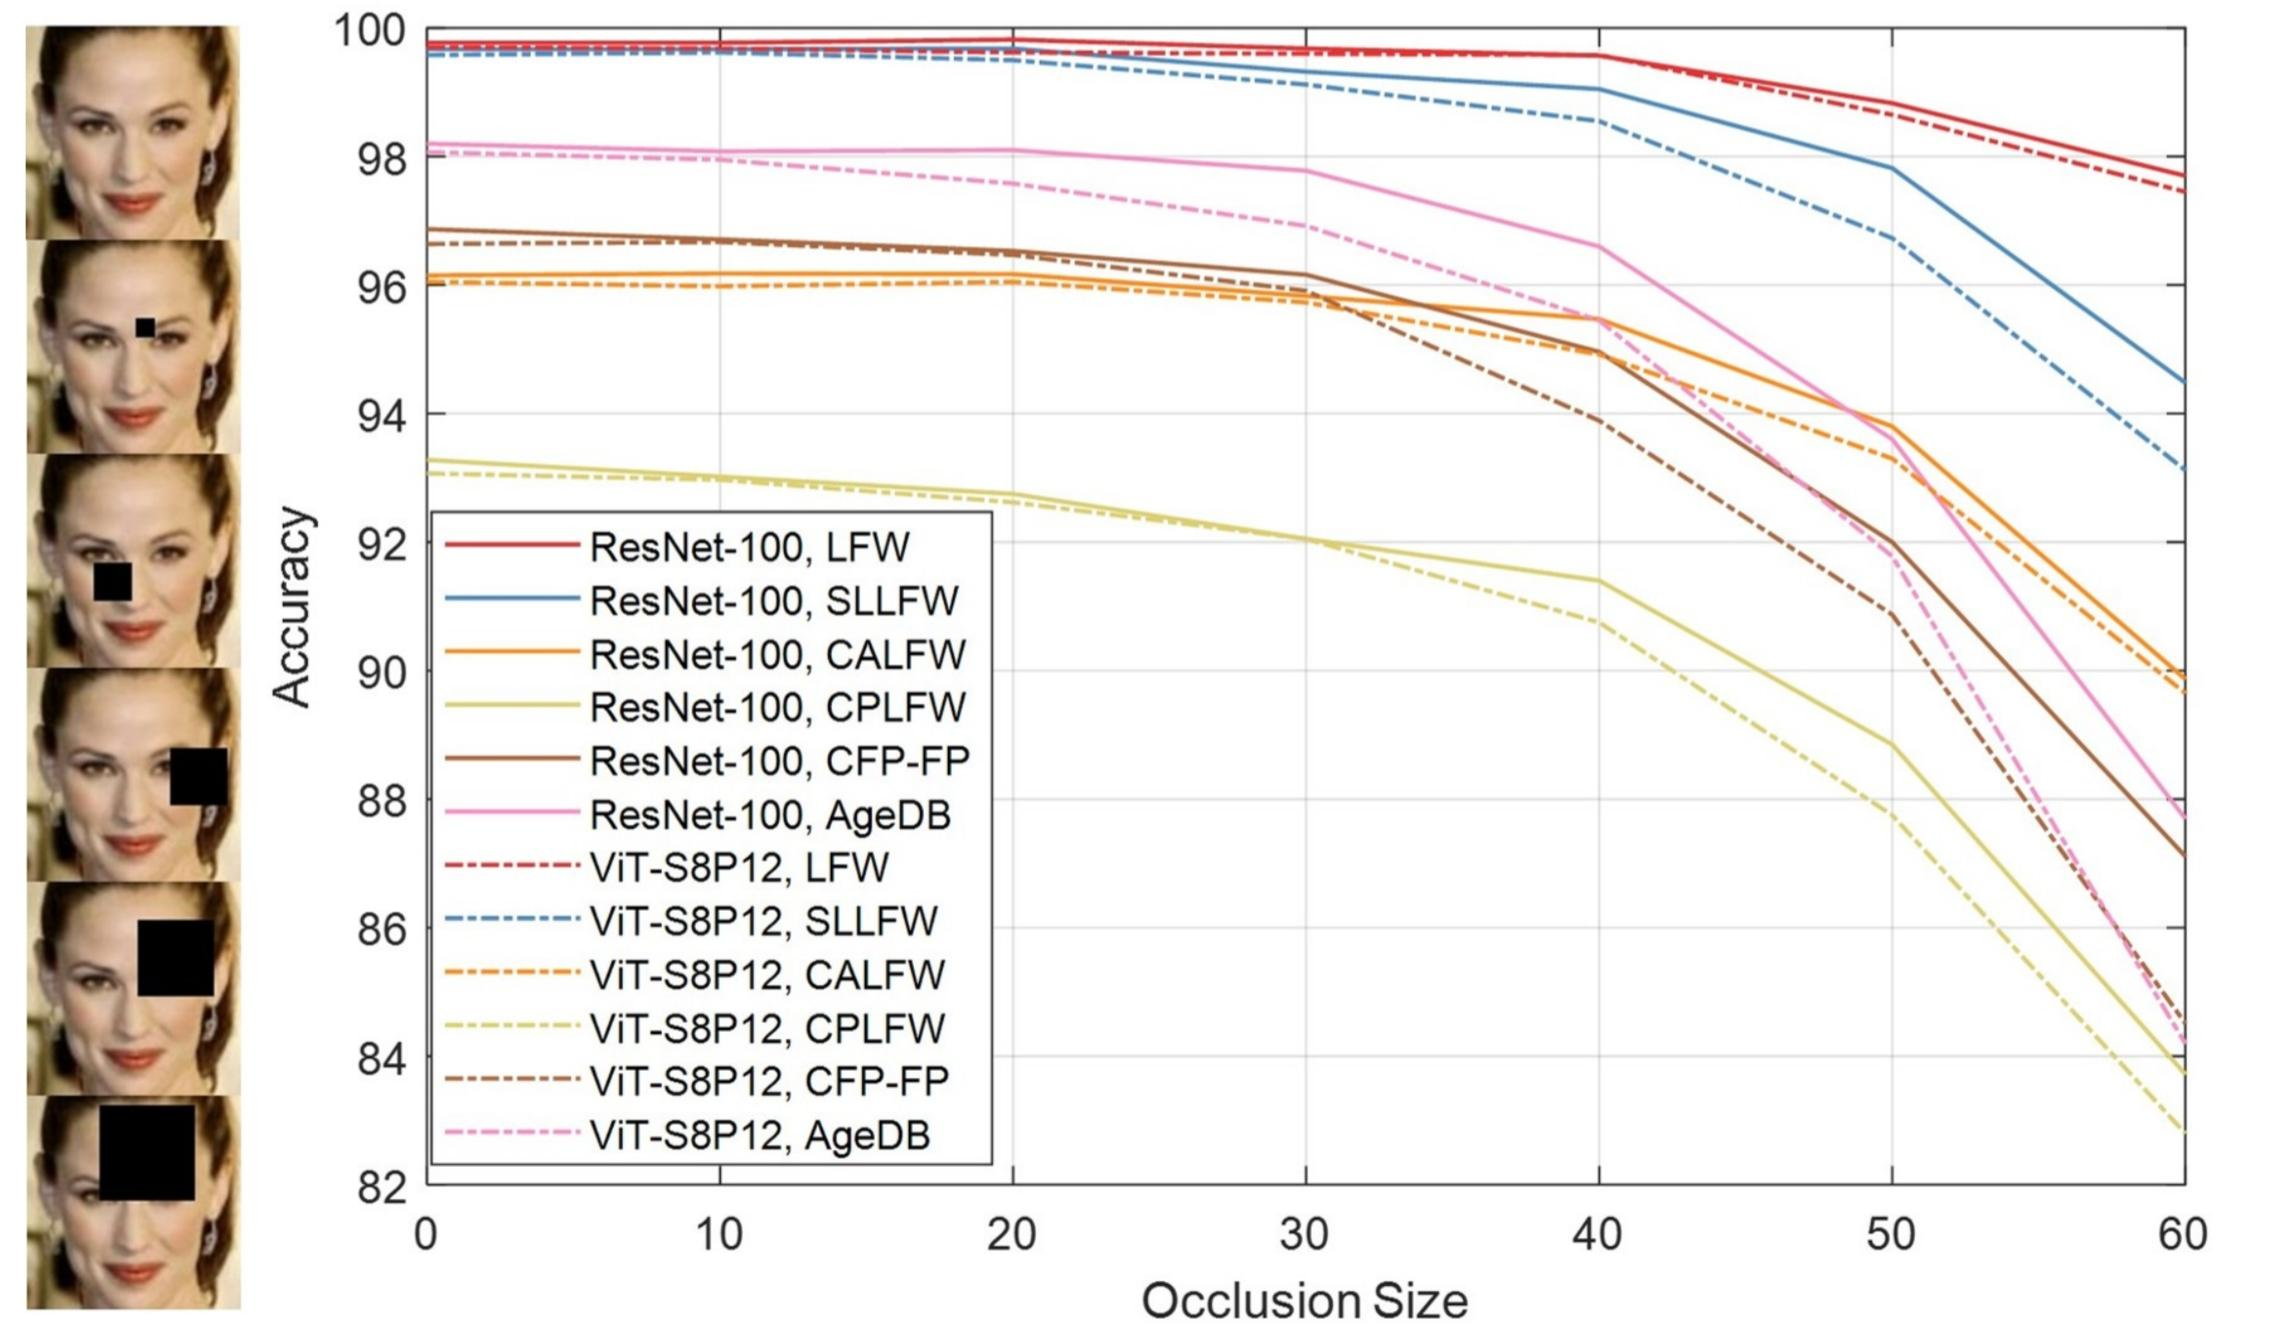 100
98
96
94
92
90
88
86
84
82
Accuracy
ResNet-100, LFW
ResNet-100, SLLFW
ResNet-100, CALFW
ResNet-100, CPLFW
ResNet-100, CFP-FP
ResNet-100, AgeDB
ViT-S8P12, LFW
ViT-S8P12, SLLFW
ViT-S8P12, CALFW
ViT-S8P12, CPLFW
ViT-S8P12, CFP-FP
ViT-S8P12, AgeDB
0 10 20 30 40 50 60
Occlusion Size